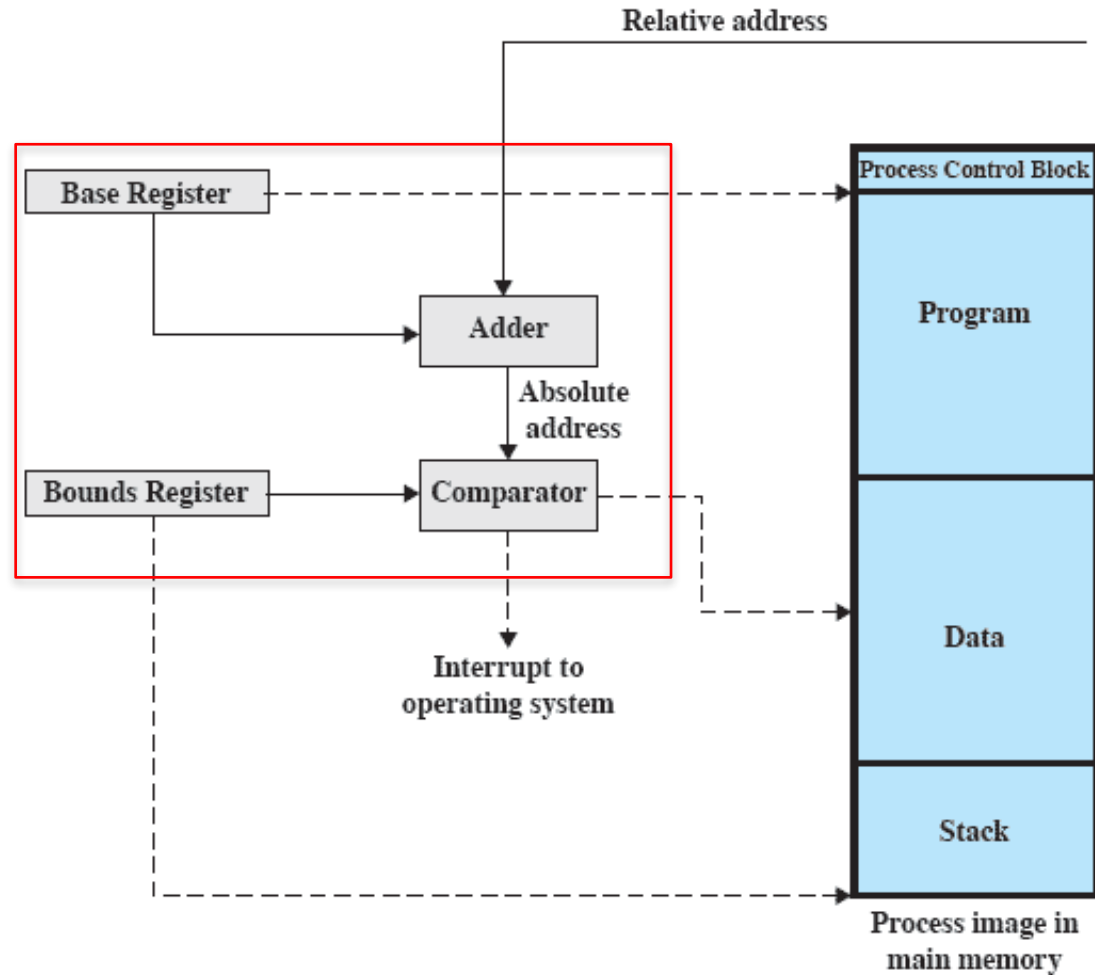 Relative address
Process Control Block
Base Register
Program
Adder
Absolute
address
Bounds Register
Comparator
Data
Interrupt to
operating system
Stack
Process image in
main memory